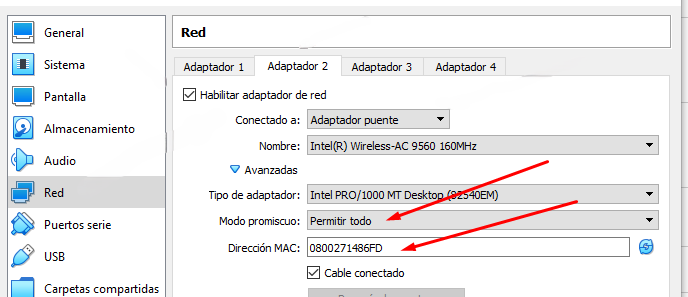 General
Sistema
Pantalla
Almacenamiento
Audio
Red
Puertos serie
USB
Carpetas compartidas
Red
Adaptador 1 Adaptador 2 Adaptador 3 Adaptador 4
Habilitar adaptador de red
Conectado a: Adaptador puente
Nombre: Intel(R) Wireless-AC 9560 160MHz
Avanzadas
Tipo de adaptador: Intel PRO/1000 MT Desktop (82540EM)
Modo promiscuo: Permitir todo
Dirección MAC: 0800271486FD
Cable conectado